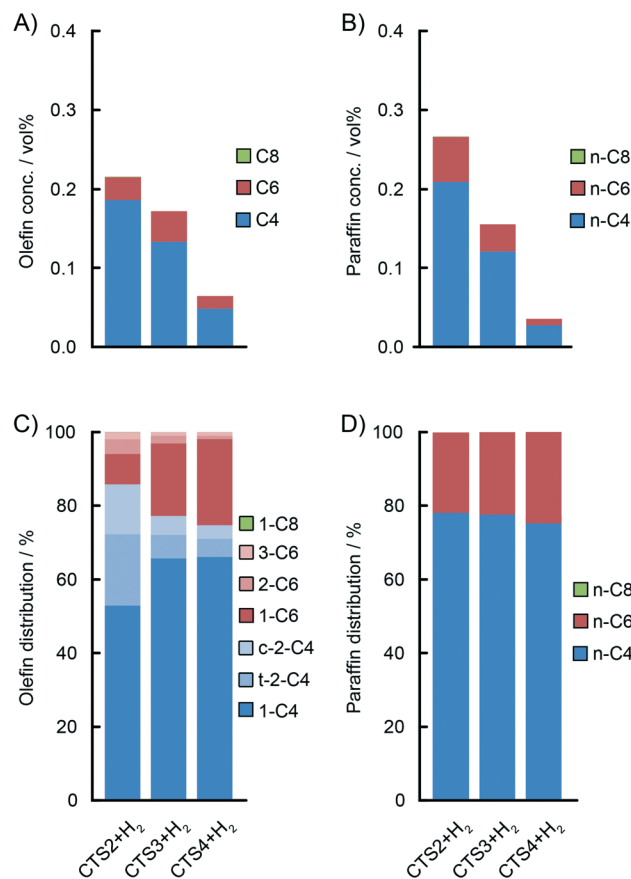 A)
Olefin conc. / vol%
0.4
0.3
0.2
0.1
0.0
C8
C6
C4
B)
Paraffin conc. / vol%
0.4
0.3
0.2
0.1
0.0
n-C8
n-C6
n-C4
C)
Olefin distribution / %
100
80
60
40
20
0
1-C8
3-C6
2-C6
1-C6
c-2-C4
t-2-C4
1-C4
CTS2+H₂
CTS3+H₂
CTS4+H₂
D)
Paraffin distribution / %
100
80
60
40
20
0
n-C8
n-C6
n-C4
CTS2+H₂
CTS3+H₂
CTS4+H₂